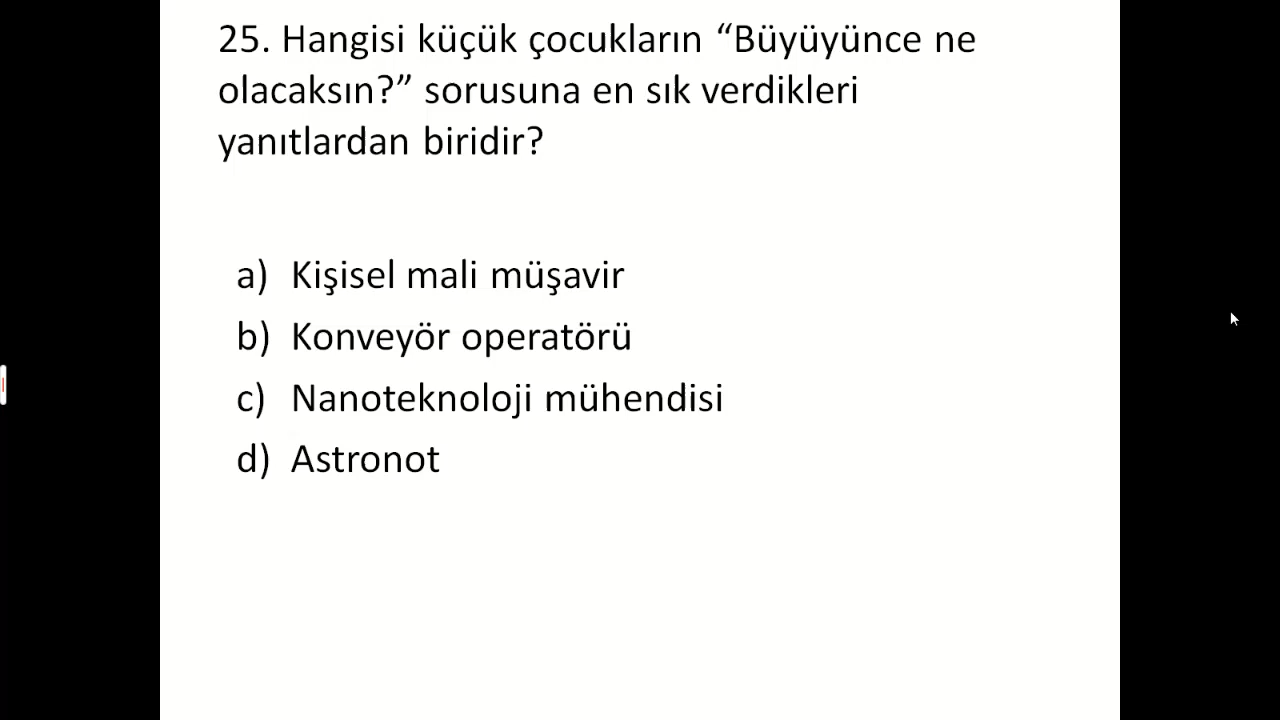 25. Hangisi küçük çocukların “Büyüyünce ne
olacaksın?” sorusuna en sık verdikleri
yanıtlardan biridir?
a) Kişisel mali müşavir
b) Konveyör operatörü
c) Nanoteknoloji mühendisi
d) Astronot